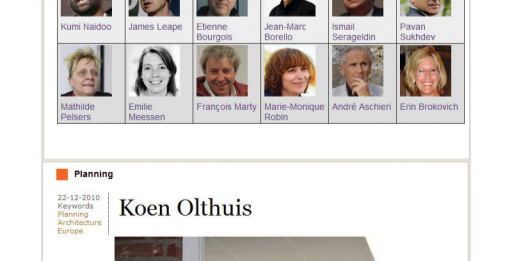 Kumi Naidoo
James Leape
Etienne
Bourgois
Jean-Marc
Borello
Ismail
Serageldin
Pavan
Sukhdev
Mathilde
Pelsers
Emilie
Meessen
François Marty
Marie-Monique
Robin
André Aschieri
Erin Brokovich
Planning
22-12-2010
Keywords
Planning
Architecture
Europe
Koen Olthuis